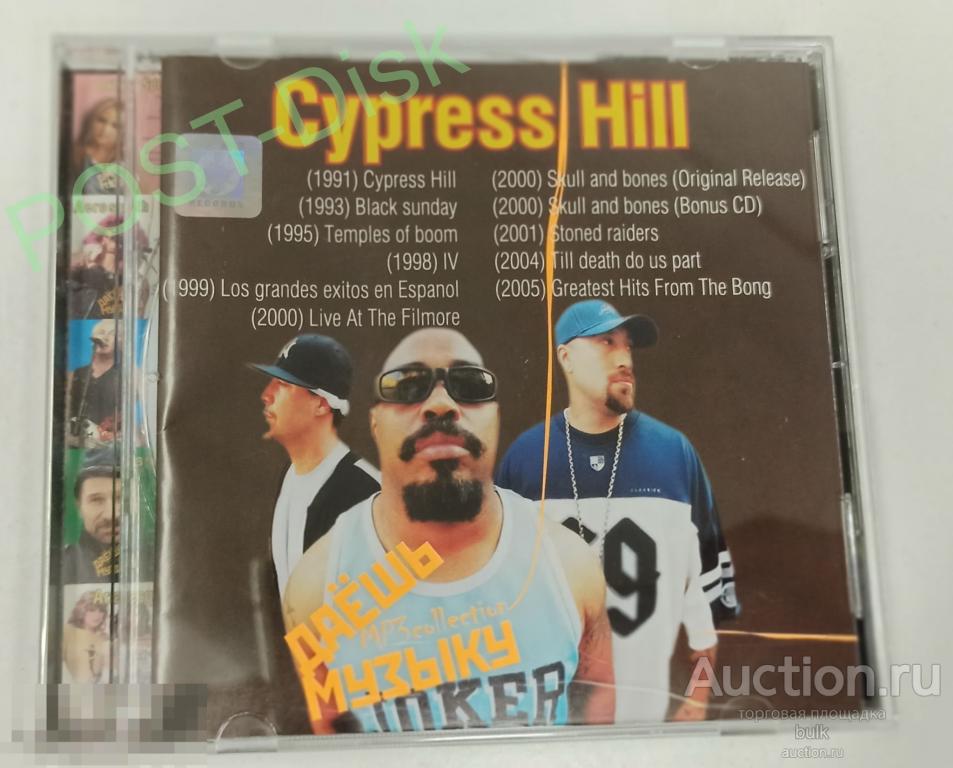 POST-Disk
Cypress Hill
RECORDS
(1991) Cypress Hill
(1993) Black sunday
(1995) Temples of boom
(1998) IV
(1999) Los grandes exitos en Espanol
(2000) Live At The Filmore
(2000) Skull and bones (Original Release)
(2000) Skull and bones (Bonus CD)
(2001) Stoned raiders
(2004) Till death do us part
(2005) Greatest Hits From The Bong
69
ДАЁШЬ
MP3collection
МУЗЫКУ
JOKER
Auction.ru
торговая площадка
bulk
auction.ru